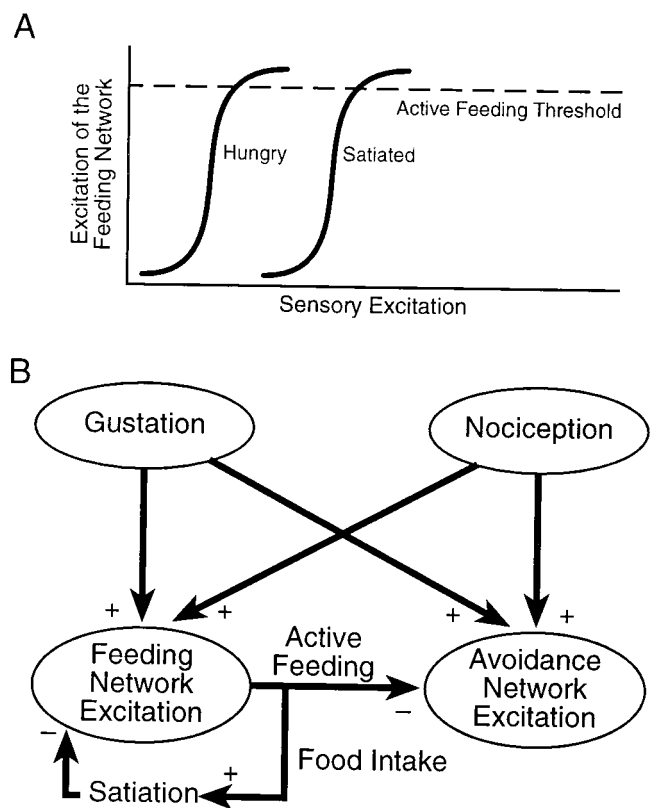 A
Excitation of the
Feeding Network
Active Feeding Threshold
Hungry
Satiated
Sensory Excitation
B
Gustation
Nociception
+
+
+
+
Feeding
Network
Excitation
Active
Feeding
Avoidance
Network
Excitation
–
–
Food Intake
+
Satiation